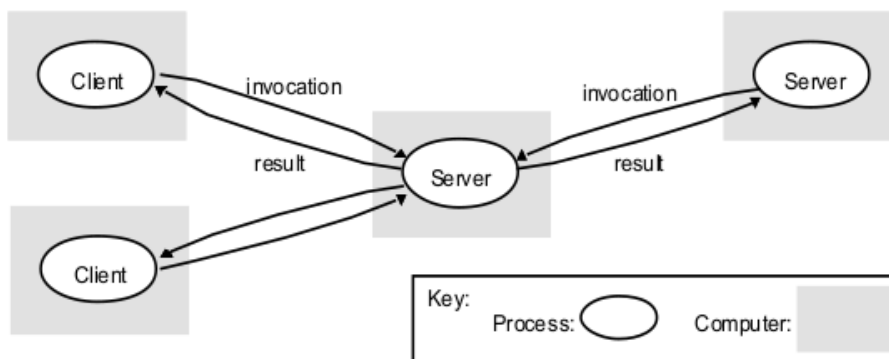 Client
invocation
result
Server
invocation
result
Server
Client
Key:
Process:
Computer: